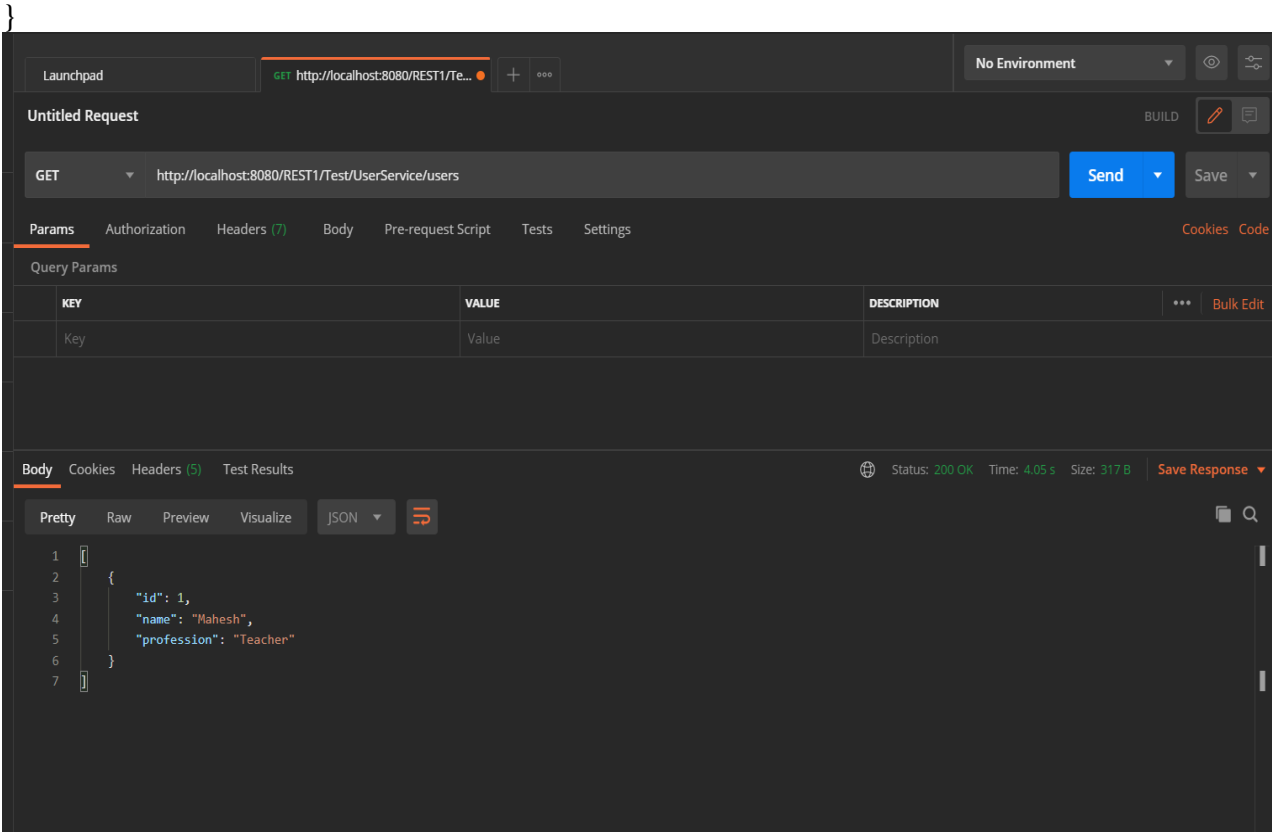 }
Launchpad GET http://localhost:8080/REST1/Te... No Environment
Untitled Request BUILD
GET http://localhost:8080/REST1/Test/UserService/users Send Save
Params Authorization Headers (7) Body Pre-request Script Tests Settings Cookies Code
Query Params
KEY VALUE DESCRIPTION Bulk Edit
Key Value Description
Body Cookies Headers (5) Test Results Status: 200 OK Time: 4.05 s Size: 317 B Save Response
Pretty Raw Preview Visualize JSON
1 [
2 {
3 "id": 1,
4 "name": "Mahesh",
5 "profession": "Teacher"
6 }
7 ]